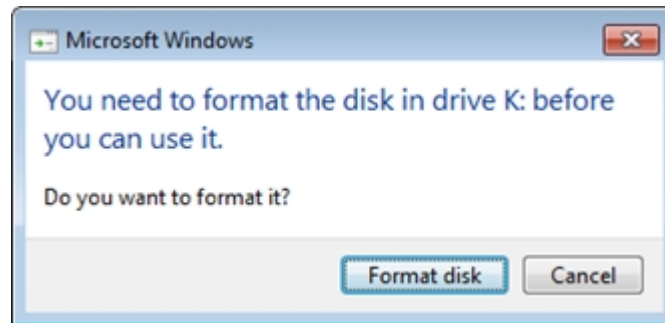 Microsoft Windows
You need to format the disk in drive K: before
you can use it.
Do you want to format it?
Format disk
Cancel